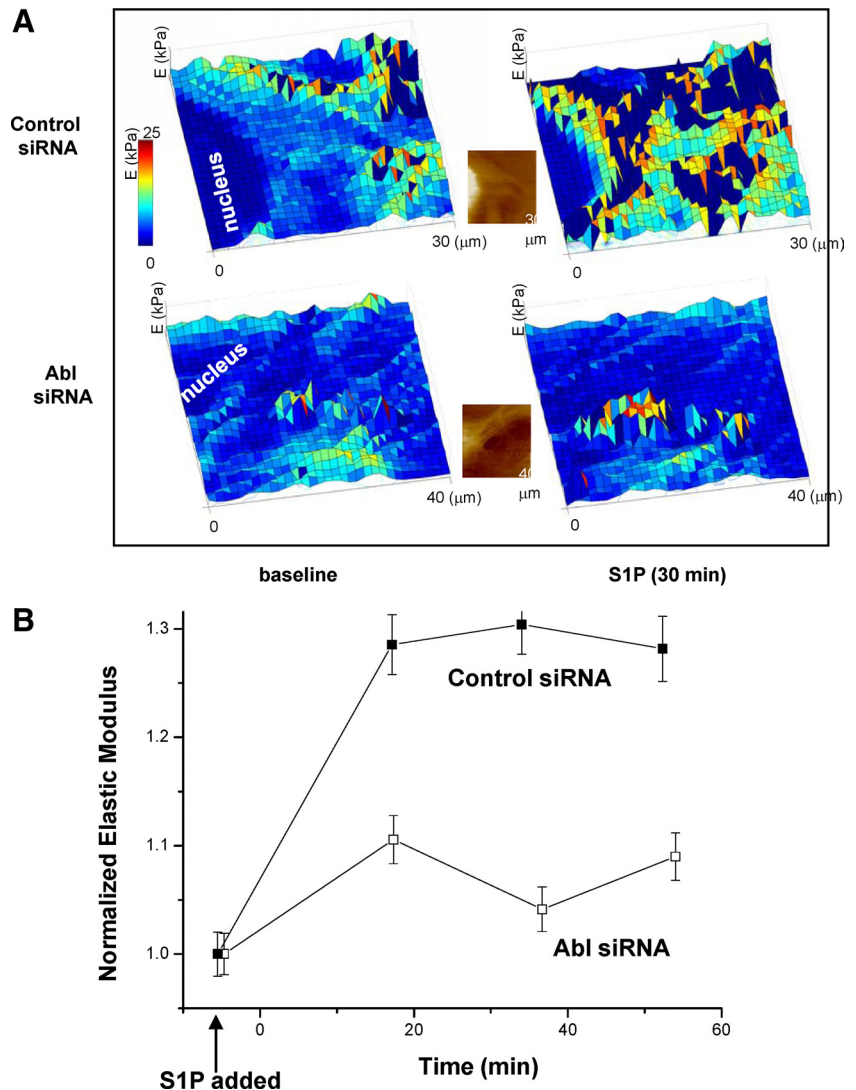 A
Control
siRNA
E (kPa)
E (kPa)
25
0
nucleus
0
30 (μm)
30
μm
E (kPa)
0
30 (μm)
Abl
siRNA
E (kPa)
nucleus
0
40 (μm)
40
μm
E (kPa)
0
40 (μm)
baseline
S1P (30 min)
B
Normalized Elastic Modulus
1.3
1.2
1.1
1.0
Control siRNA
Abl siRNA
0
20
40
60
Time (min)
S1P added